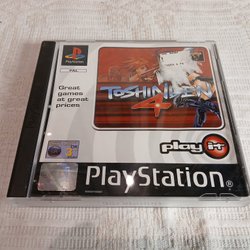 PAL
Great
games
at great
prices
TOSHINDEN
4
play it
PlayStation